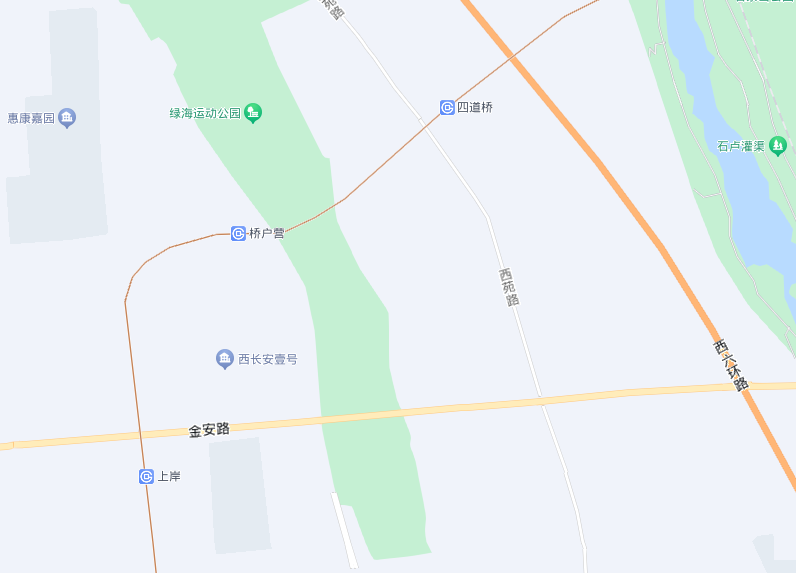 苑路
四道桥
绿海运动公园
惠康嘉园
石卢灌渠
桥户营
西苑路
西长安壹号
西六环路
金安路
上岸